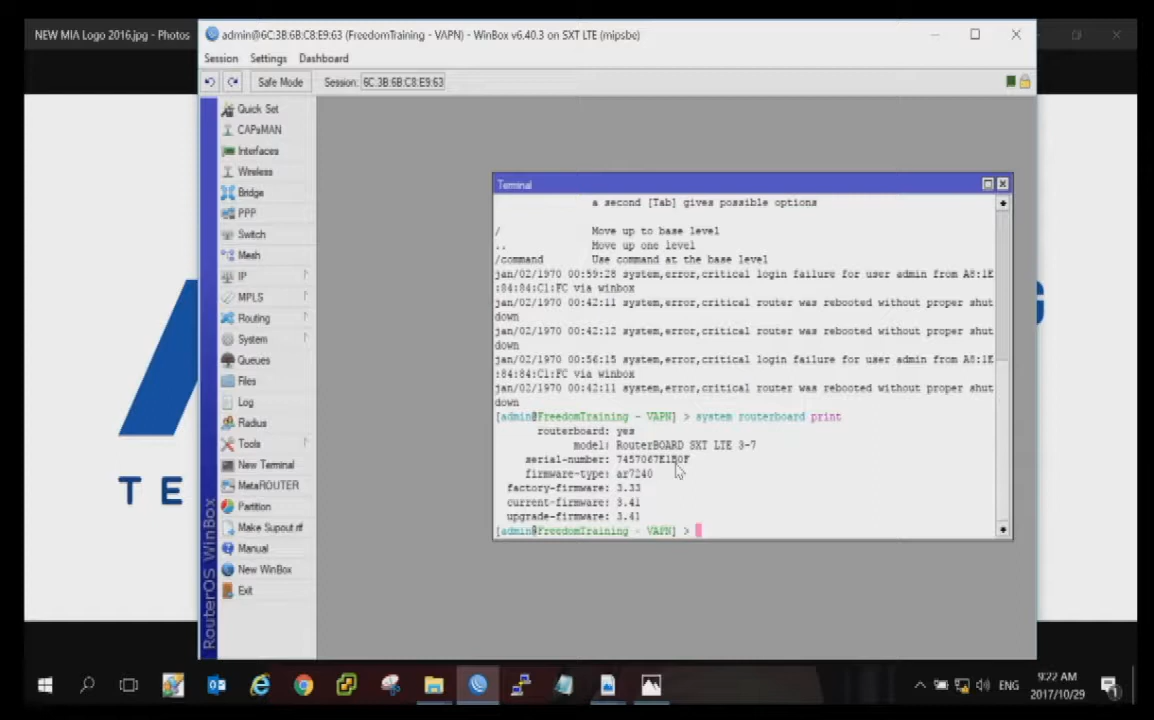 NEW MIA Logo 2016.jpg - Photos
admin@6C:3B:6B:C8:E9:63 (FreedomTraining - VAPN) - WinBox v6.40.3 on SXT LTE (mipsbe)
Session Settings Dashboard
Safe Mode Session: 6C:3B:6B:C8:E9:63
Quick Set
CAPsMAN
Interfaces
Wireless
Bridge
PPP
Switch
Mesh
IP
MPLS
Routing
System
Queues
Files
Log
Radius
Tools
New Terminal
MetaROUTER
Partition
Make Supout.rif
Manual
New WinBox
Exit
RouterOS WinBox
Terminal
a second [Tab] gives possible options
/ Move up to base level
.. Move up one level
/command Use command at the base level
jan/02/1970 00:59:28 system,error,critical login failure for user admin from A8:1E
:84:84:C1:FC via winbox
jan/02/1970 00:42:11 system,error,critical router was rebooted without proper shut
down
jan/02/1970 00:42:12 system,error,critical router was rebooted without proper shut
down
jan/02/1970 00:56:15 system,error,critical login failure for user admin from A8:1E
:84:84:C1:FC via winbox
jan/02/1970 00:42:11 system,error,critical router was rebooted without proper shut
down
[admin@FreedomTraining - VAPN] > system routerboard print
routerboard: yes
model: RouterBOARD SXT LTE 3-7
serial-number: 7457067E1B0F
firmware-type: ar7240
factory-firmware: 3.33
current-firmware: 3.41
upgrade-firmware: 3.41
[admin@FreedomTraining - VAPN] >
T E
ENG
9:22 AM
2017/10/29